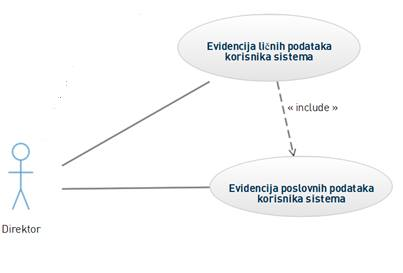 Evidencija ličnih podataka
korisnika sistema
« include »
Evidencija poslovnih podataka
korisnika sistema
Direktor